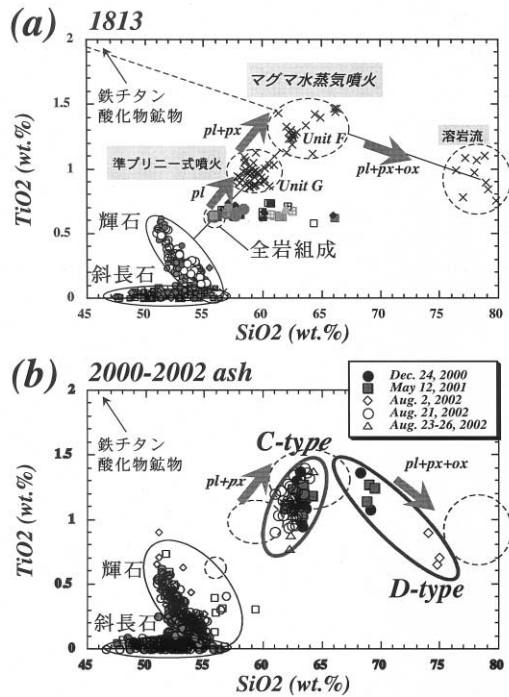 (a) 1813
2
1.5
1
0.5
0
TiO2 (wt.%)
鉄チタン
酸化物鉱物
マグマ水蒸気噴火
pl+px
Unit F
溶岩流
pl+px+ox
準プリニー式噴火
pl
Unit G
輝石
全岩組成
斜長石
45 50 55 60 65 70 75 80
SiO2 (wt.%)
(b) 2000-2002 ash
Dec. 24, 2000
May 12, 2001
Aug. 2, 2002
Aug. 21, 2002
Aug. 23-26, 2002
2
1.5
1
0.5
0
TiO2 (wt.%)
鉄チタン
酸化物鉱物
C-type
pl+px
pl+px+ox
輝石
D-type
斜長石
45 50 55 60 65 70 75 80
SiO2 (wt.%)